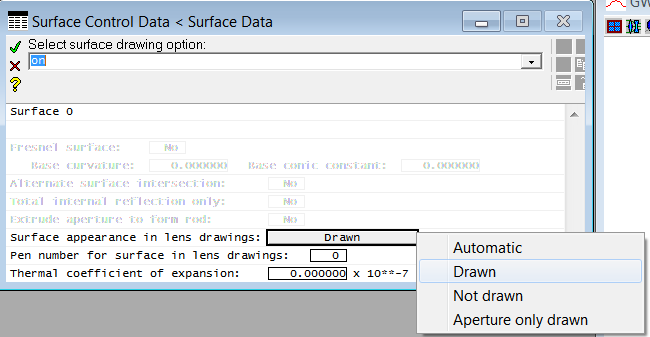 Surface Control Data < Surface Data
GW
Select surface drawing option:
on
Surface 0
Fresnel surface: No
Base curvature: 0.000000 Base conic constant: 0.000000
Alternate surface intersection: No
Total internal reflection only: No
Extrude aperture to form rod: No
Surface appearance in lens drawings: Drawn
Pen number for surface in lens drawings: 0
Thermal coefficient of expansion: 0.000000 x 10**-7
Automatic
Drawn
Not drawn
Aperture only drawn